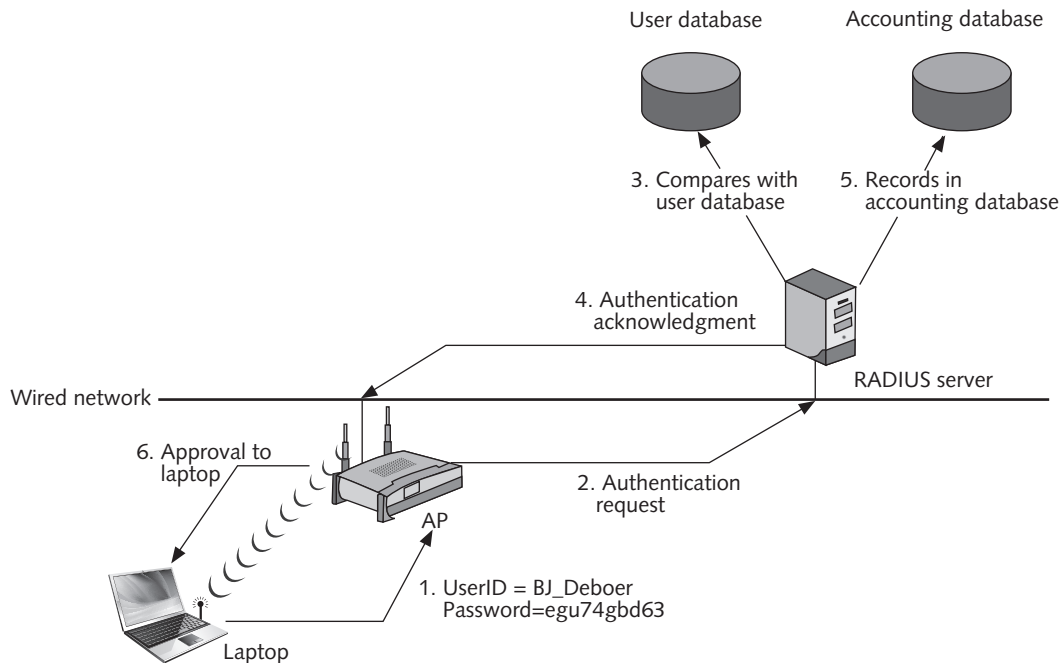 User database
Accounting database
3. Compares with
user database
5. Records in
accounting database
4. Authentication
acknowledgment
RADIUS server
Wired network
6. Approval to
laptop
2. Authentication
request
AP
1. UserID = BJ_Deboer
Password=egu74gbd63
Laptop